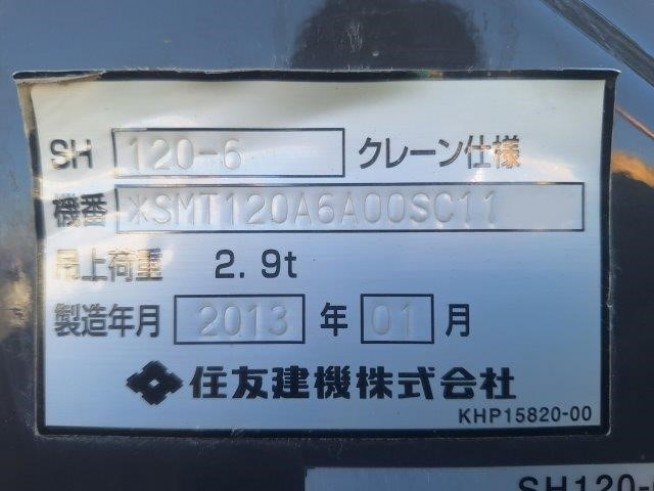 SH 120-6 クレーン仕様
機番 *SMT120A6A00SC11
吊上荷重 2.9t
製造年月 2013 年 01 月
住友建機株式会社
KHP15820-00
SH120-